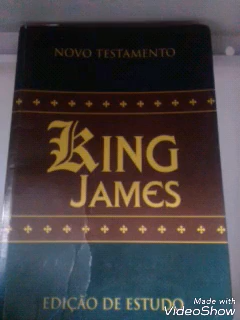 NOVO TESTAMENTO
KING
JAMES
EDIÇÃO DE ESTUDO
Made with
VideoShow